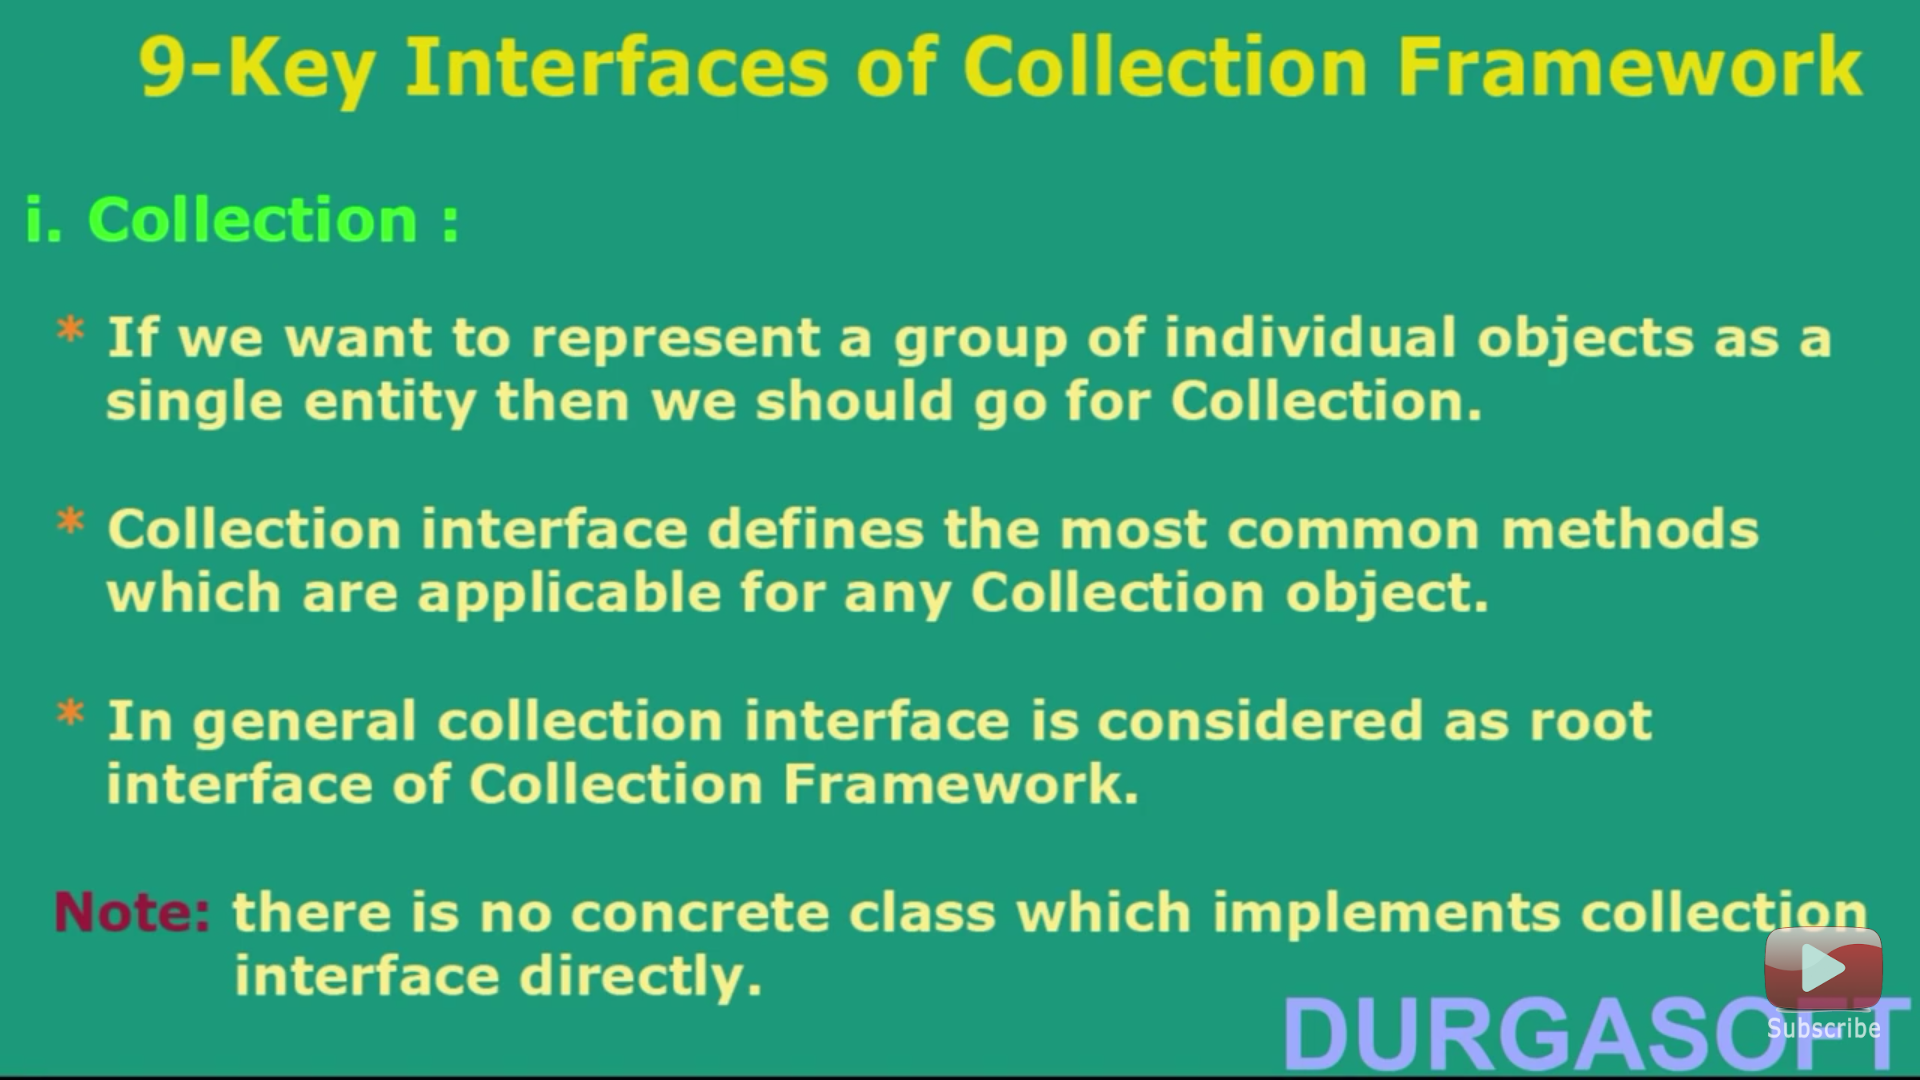 9-Key Interfaces of Collection Framework
i. Collection :
* If we want to represent a group of individual objects as a
single entity then we should go for Collection.
* Collection interface defines the most common methods
which are applicable for any Collection object.
* In general collection interface is considered as root
interface of Collection Framework.
Note: there is no concrete class which implements collection
interface directly.
DURGASOFT
Subscribe